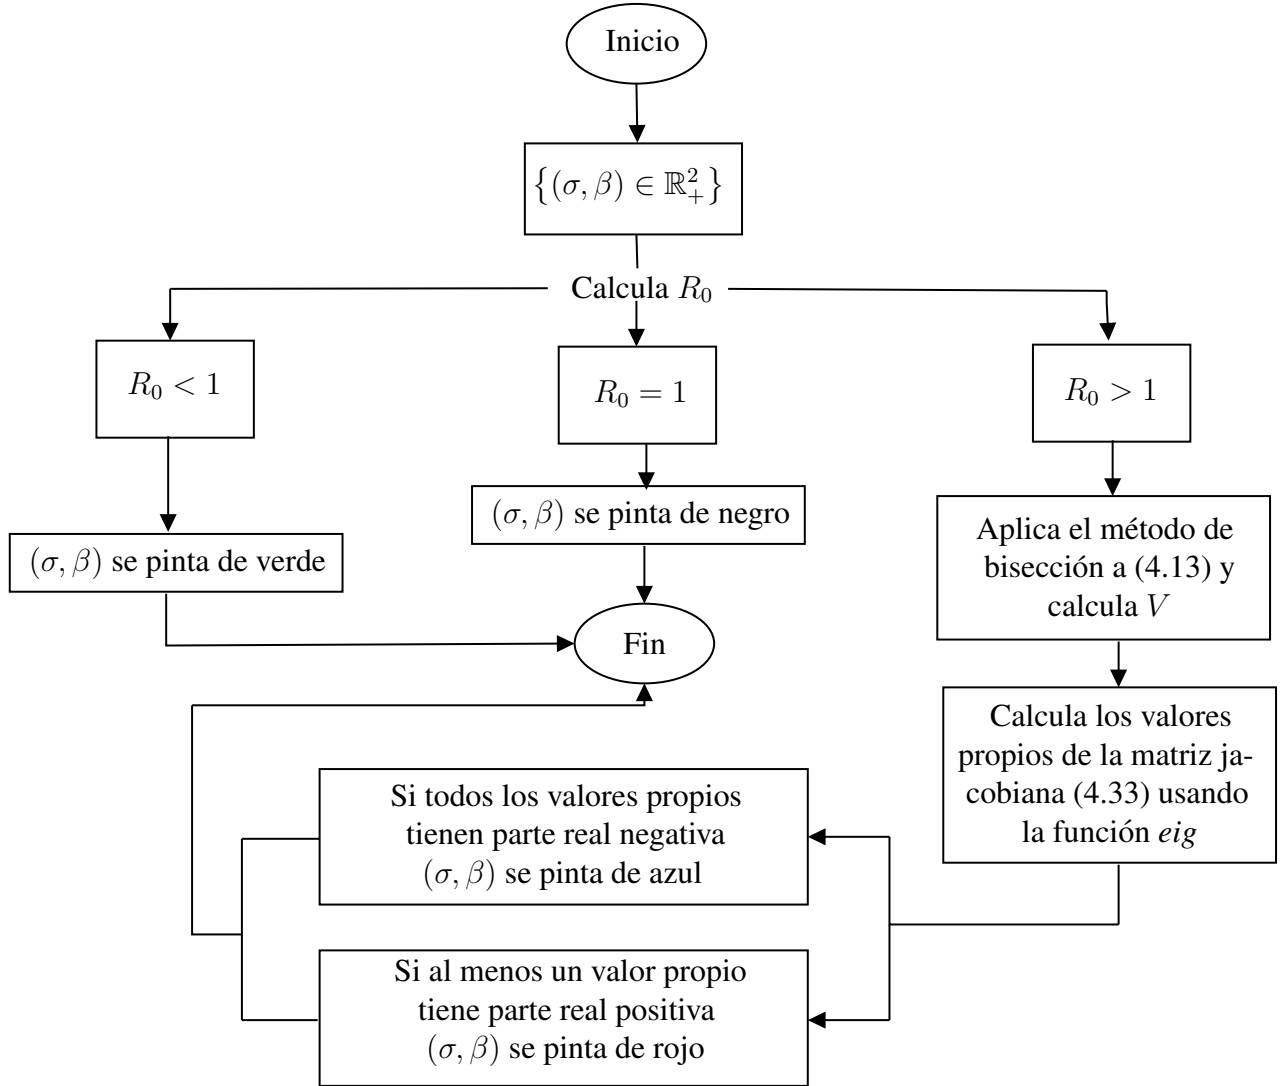 Inicio
{(σ, β) ∈ ℝ²₊}
Calcula R₀
R₀ < 1
R₀ = 1
R₀ > 1
(σ, β) se pinta de verde
(σ, β) se pinta de negro
Aplica el método de
bisección a (4.13) y
calcula V
Fin
Calcula los valores
propios de la matriz ja-
cobiana (4.33) usando
la función eig
Si todos los valores propios
tienen parte real negativa
(σ, β) se pinta de azul
Si al menos un valor propio
tiene parte real positiva
(σ, β) se pinta de rojo